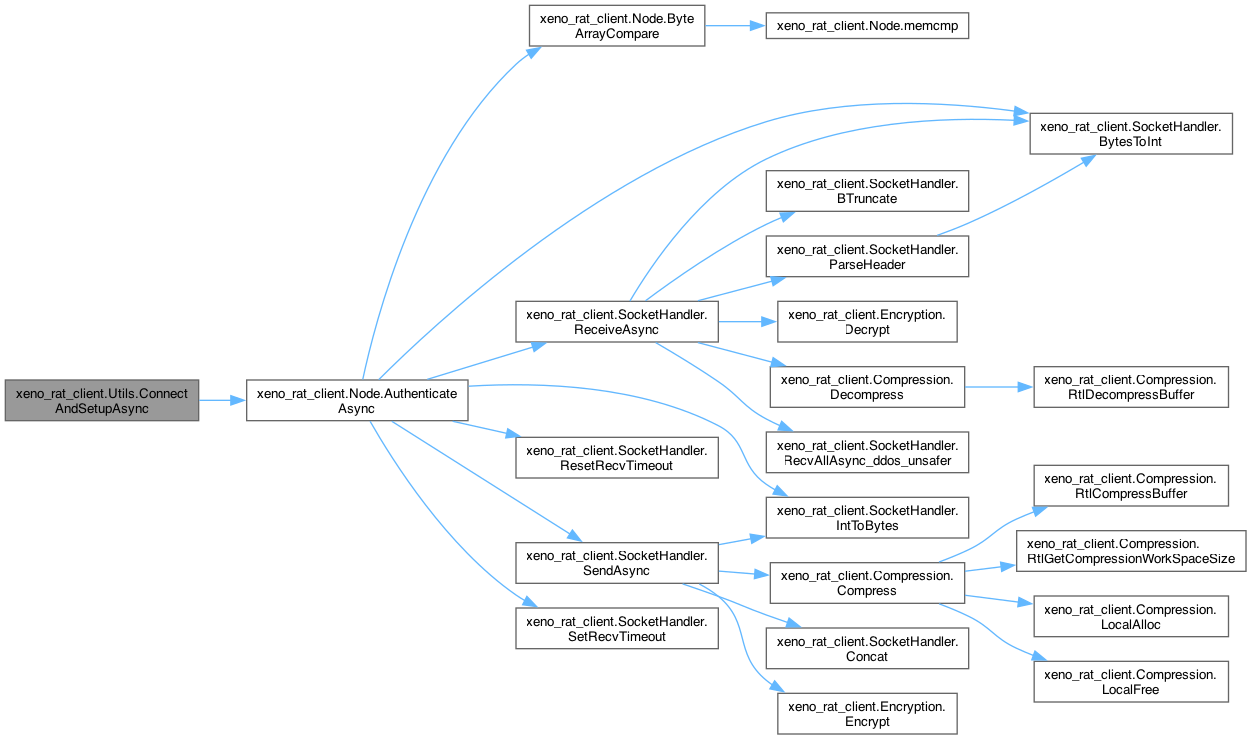 xeno_rat_client.Node.Byte
ArrayCompare
xeno_rat_client.Node.memcmp
xeno_rat_client.SocketHandler.
BytesToInt
xeno_rat_client.SocketHandler.
BTruncate
xeno_rat_client.SocketHandler.
ParseHeader
xeno_rat_client.SocketHandler.
ReceiveAsync
xeno_rat_client.Encryption.
Decrypt
xeno_rat_client.Utils.Connect
AndSetupAsync
xeno_rat_client.Node.Authenticate
Async
xeno_rat_client.Compression.
Decompress
xeno_rat_client.Compression.
RtlDecompressBuffer
xeno_rat_client.SocketHandler.
ResetRecvTimeout
xeno_rat_client.SocketHandler.
RecvAllAsync_ddos_unsafer
xeno_rat_client.Compression.
RtlCompressBuffer
xeno_rat_client.SocketHandler.
IntToBytes
xeno_rat_client.SocketHandler.
SendAsync
xeno_rat_client.Compression.
RtlGetCompressionWorkSpaceSize
xeno_rat_client.Compression.
Compress
xeno_rat_client.Compression.
LocalAlloc
xeno_rat_client.SocketHandler.
SetRecvTimeout
xeno_rat_client.SocketHandler.
Concat
xeno_rat_client.Compression.
LocalFree
xeno_rat_client.Encryption.
Encrypt